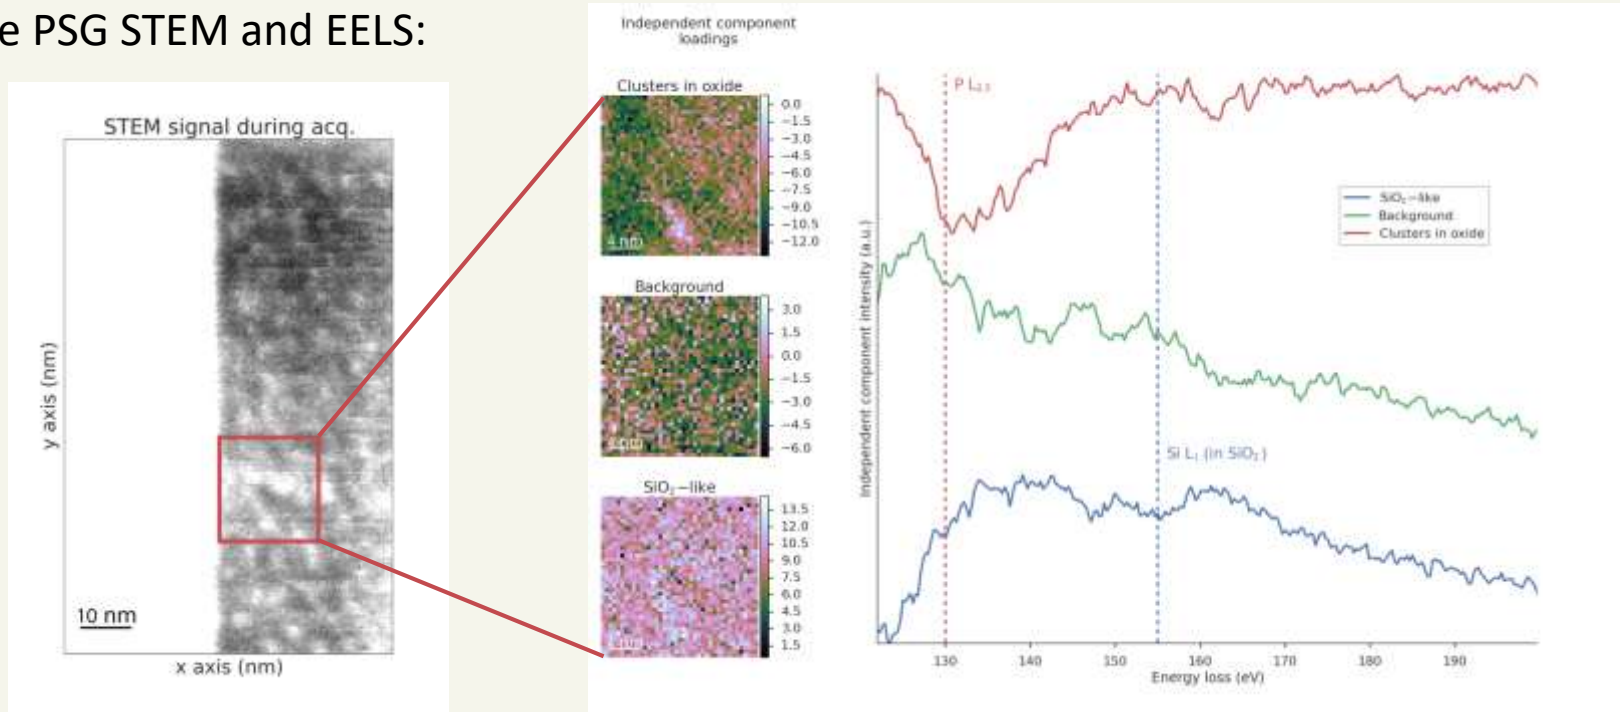 e PSG STEM and EELS:
STEM signal during acq.
y axis (nm)
10 nm
x axis (nm)
Independent component
loadings
Clusters in oxide
0.0
−1.5
−3.0
−4.5
−6.0
−7.5
−9.0
−10.5
−12.0
4 nm
Background
3.0
1.5
0.0
−1.5
−3.0
−4.5
−6.0
SiO₂−like
13.5
12.0
10.5
9.0
7.5
6.0
4.5
3.0
1.5
Independent component intensity (a.u.)
P L₂,₃
Si L₁ (in SiO₂)
SiO₂−like
Background
Clusters in oxide
130
140
150
160
170
180
190
Energy loss (eV)